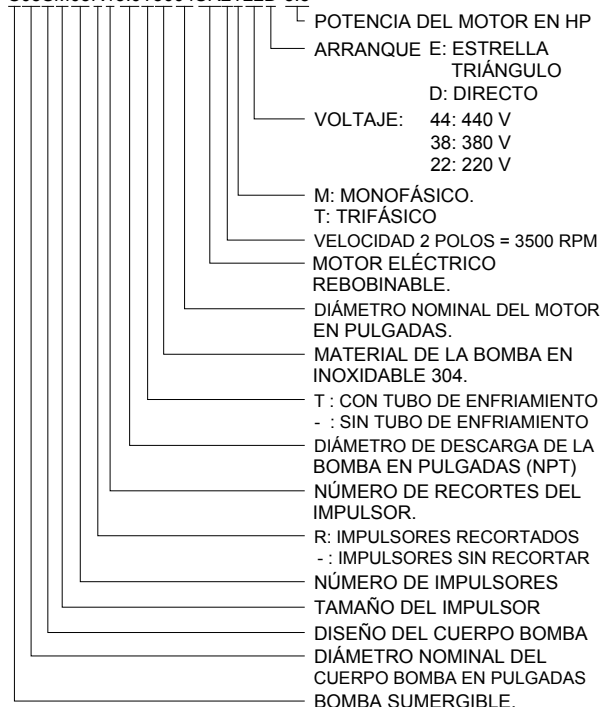 POTENCIA DEL MOTOR EN HP
ARRANQUE E: ESTRELLA
TRIÁNGULO
D: DIRECTO
VOLTAJE: 44: 440 V
38: 380 V
22: 220 V
M: MONOFÁSICO.
T: TRIFÁSICO
VELOCIDAD 2 POLOS = 3500 RPM
MOTOR ELÉCTRICO
REBOBINABLE.
DIÁMETRO NOMINAL DEL MOTOR
EN PULGADAS.
MATERIAL DE LA BOMBA EN
INOXIDABLE 304.
T : CON TUBO DE ENFRIAMIENTO
- : SIN TUBO DE ENFRIAMIENTO
DIÁMETRO DE DESCARGA DE LA
BOMBA EN PULGADAS (NPT)
NÚMERO DE RECORTES DEL
IMPULSOR.
R: IMPULSORES RECORTADOS
- : IMPULSORES SIN RECORTAR
NÚMERO DE IMPULSORES
TAMAÑO DEL IMPULSOR
DISEÑO DEL CUERPO BOMBA
DIÁMETRO NOMINAL DEL
CUERPO BOMBA EN PULGADAS
BOMBA SUMERGIBLE.